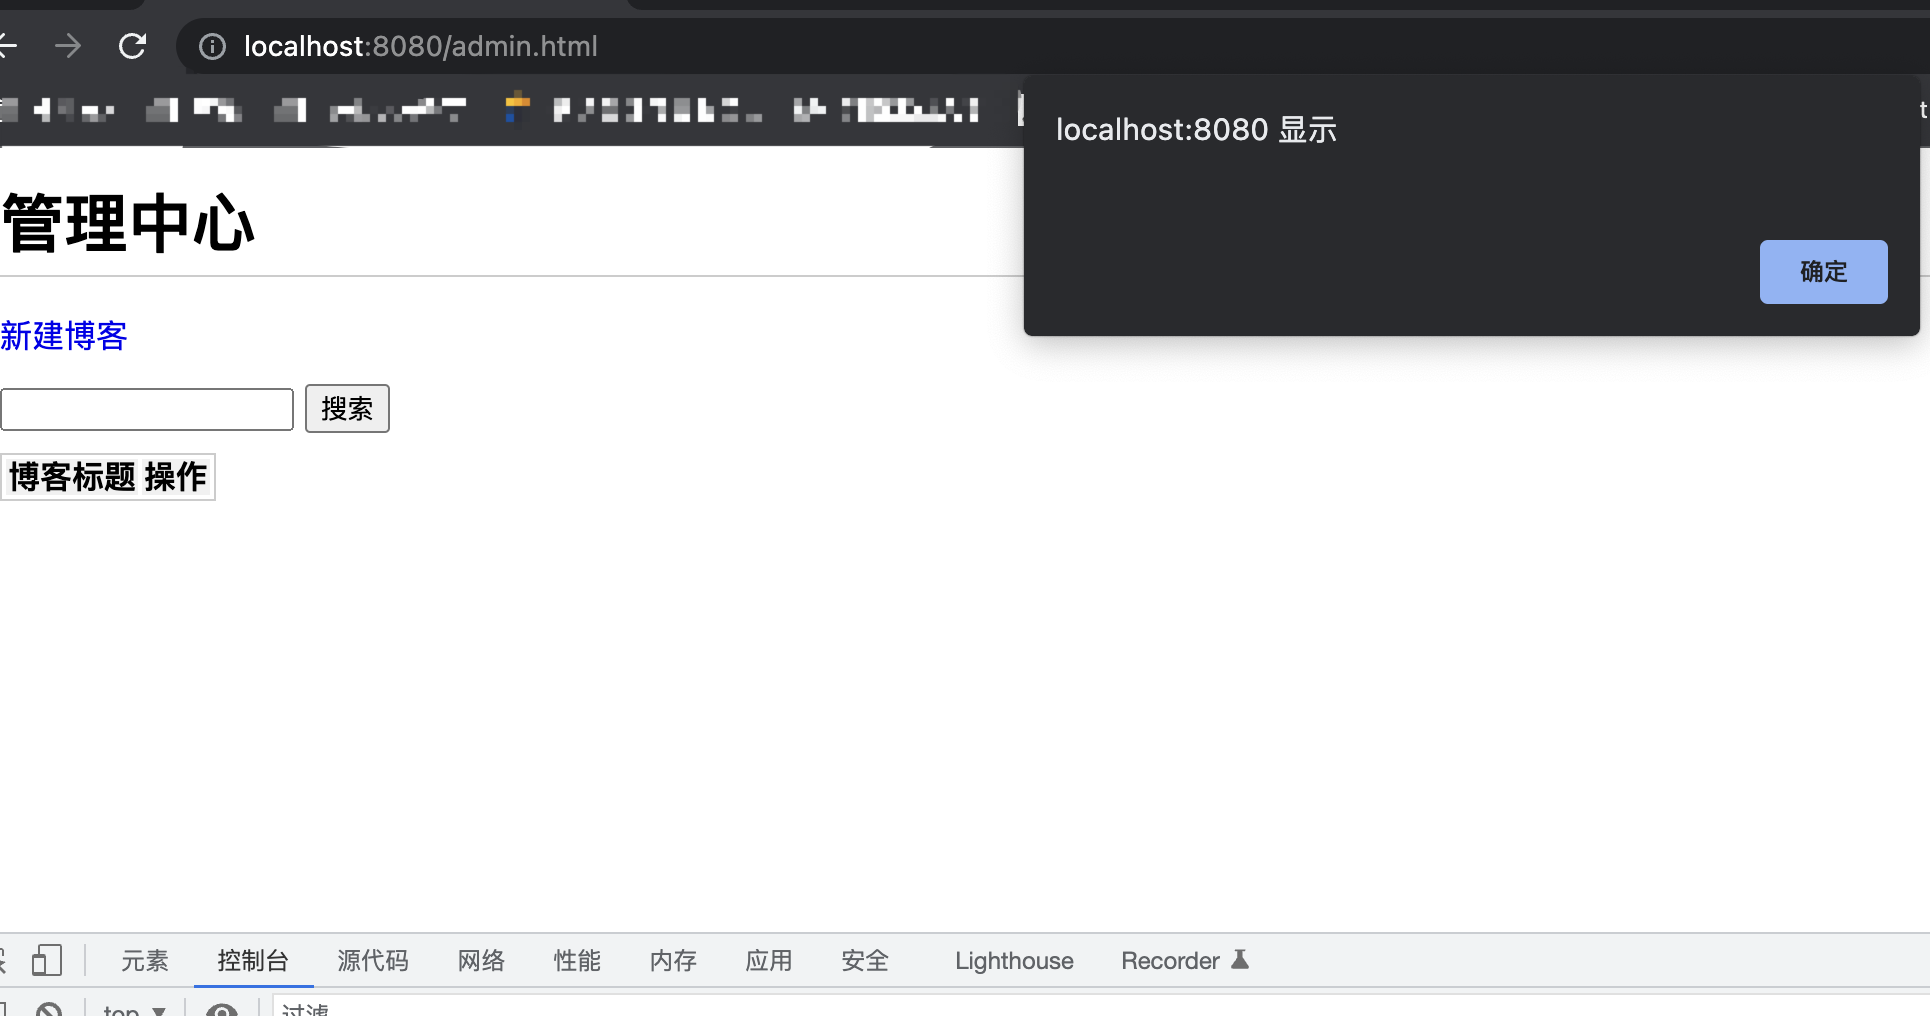 localhost:8080/admin.html
localhost:8080 显示
确定
管理中心
新建博客
搜索
博客标题 操作
元素 控制台 源代码 网络 性能 内存 应用 安全 Lighthouse Recorder
top 过滤